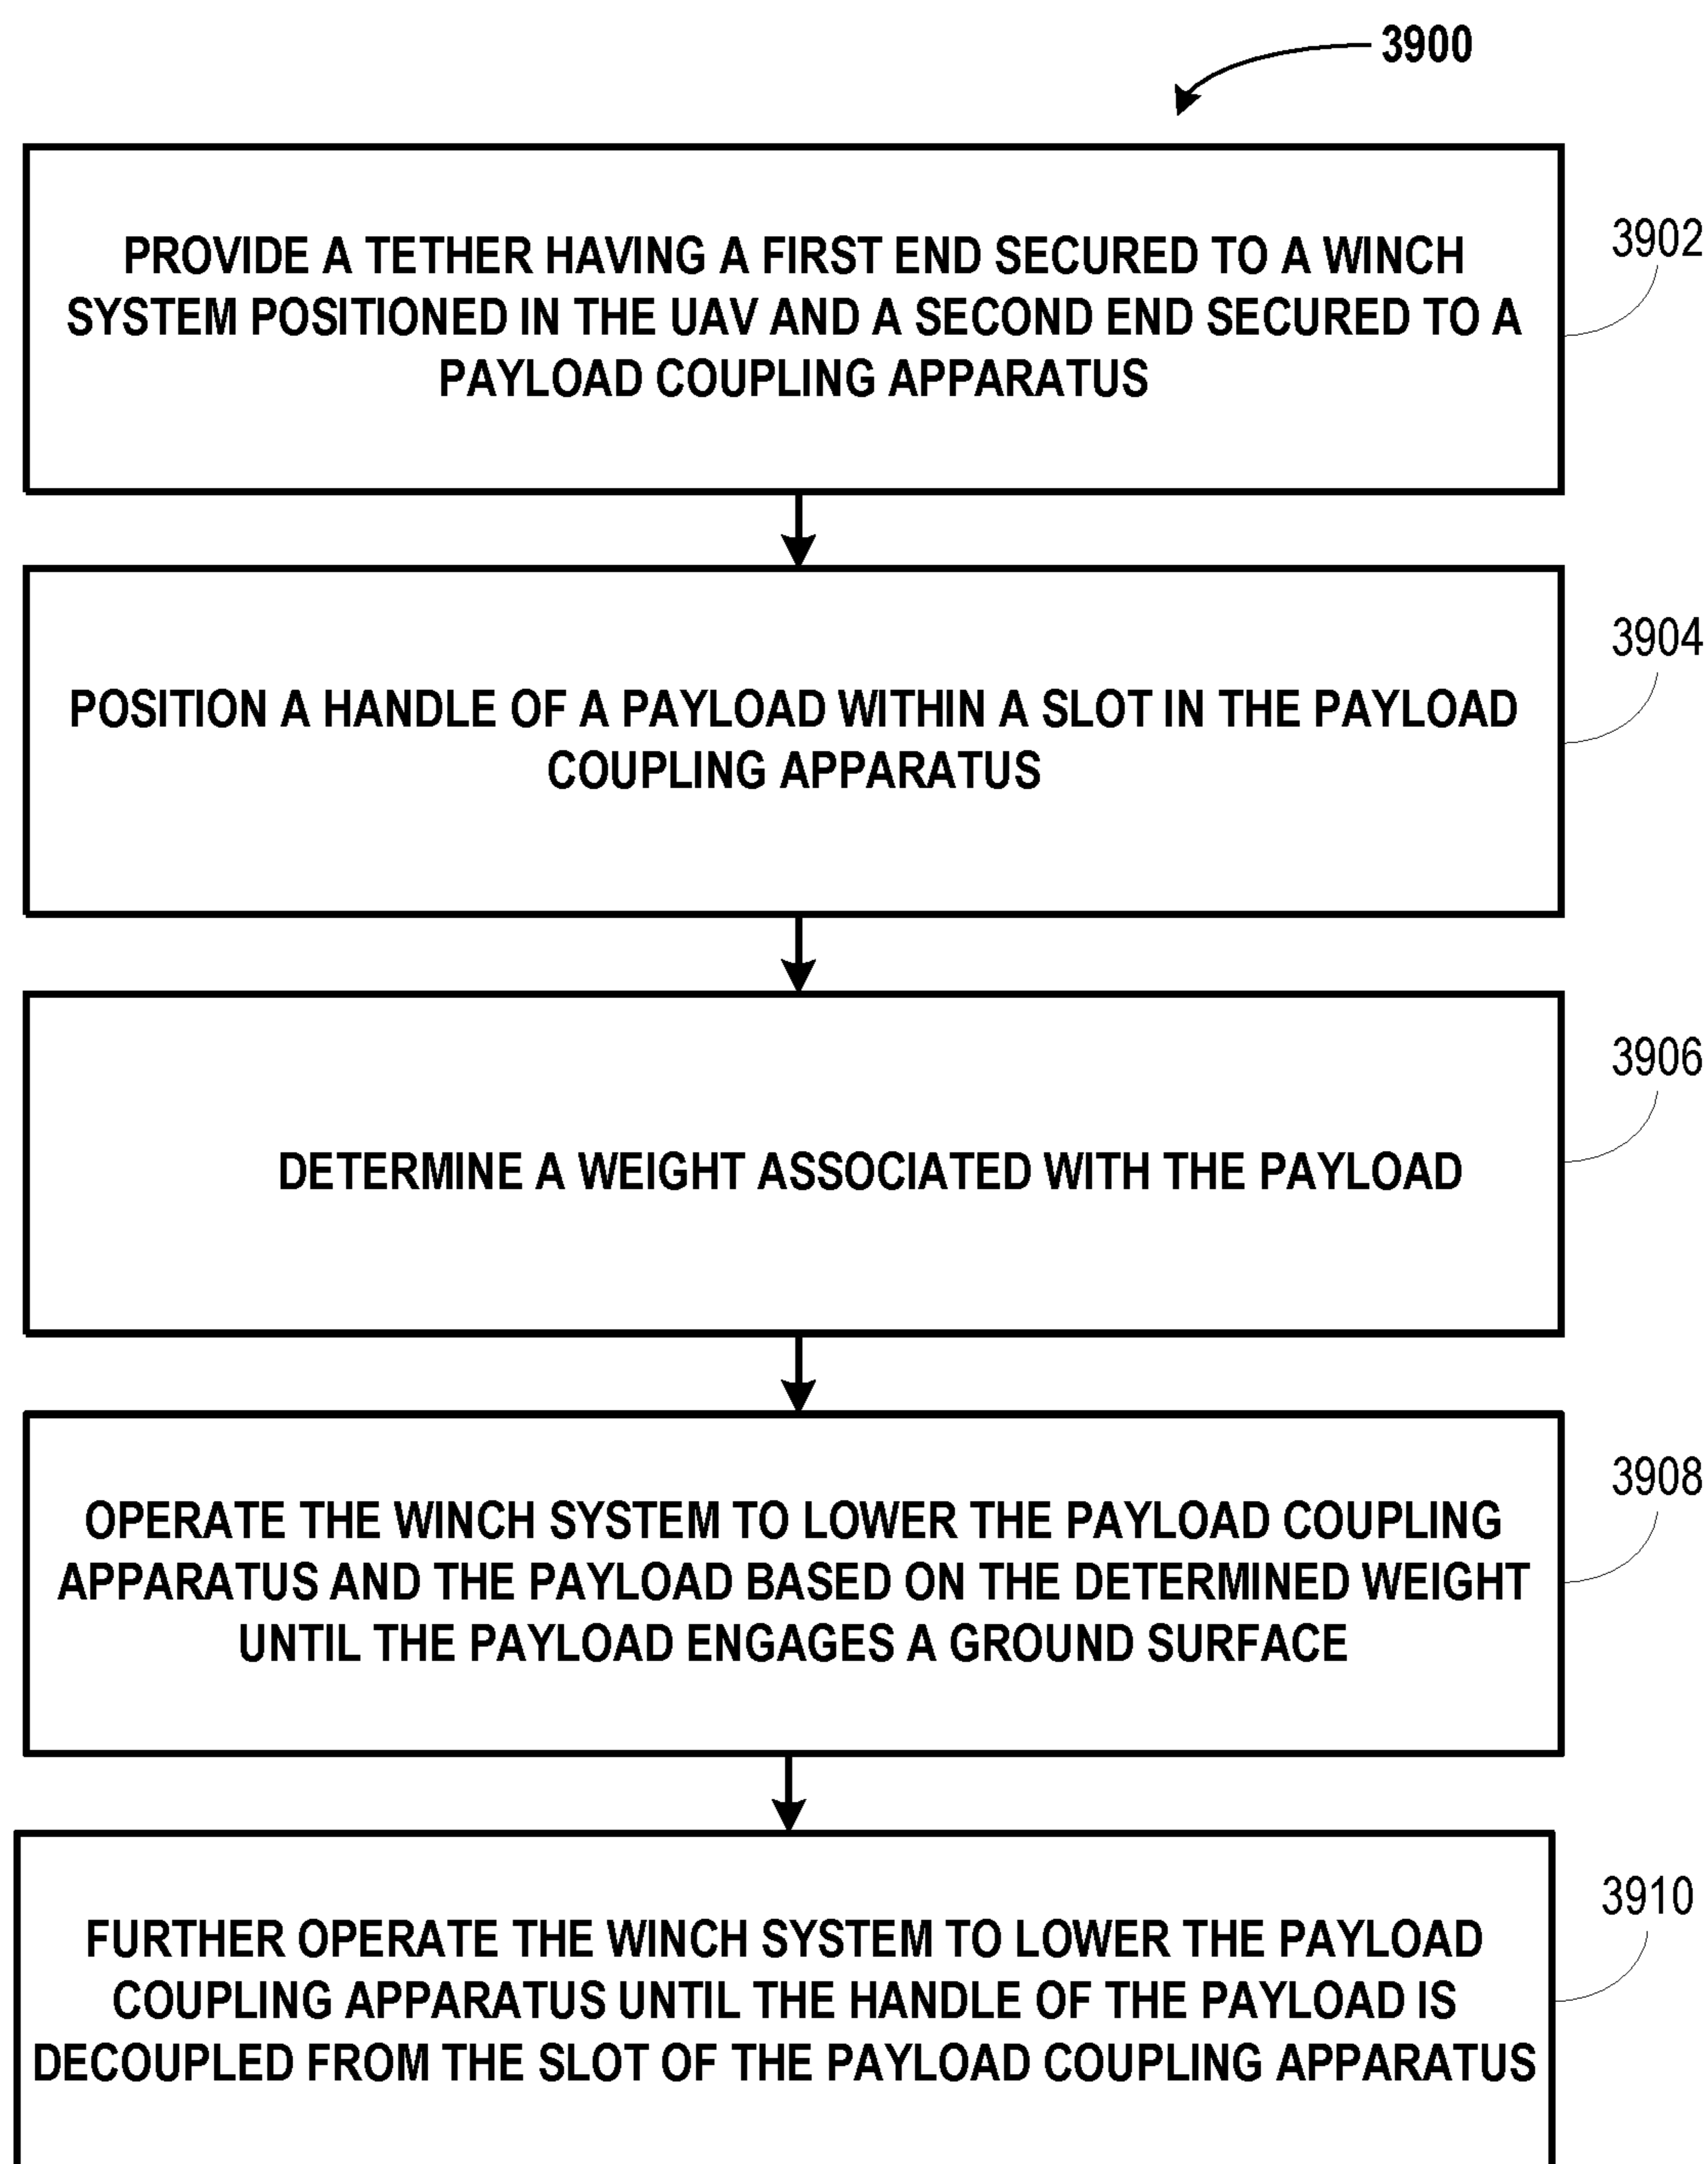 3900
PROVIDE A TETHER HAVING A FIRST END SECURED TO A WINCH
SYSTEM POSITIONED IN THE UAV AND A SECOND END SECURED TO A
PAYLOAD COUPLING APPARATUS
3902
POSITION A HANDLE OF A PAYLOAD WITHIN A SLOT IN THE PAYLOAD
COUPLING APPARATUS
3904
DETERMINE A WEIGHT ASSOCIATED WITH THE PAYLOAD
3906
OPERATE THE WINCH SYSTEM TO LOWER THE PAYLOAD COUPLING
APPARATUS AND THE PAYLOAD BASED ON THE DETERMINED WEIGHT
UNTIL THE PAYLOAD ENGAGES A GROUND SURFACE
3908
FURTHER OPERATE THE WINCH SYSTEM TO LOWER THE PAYLOAD
COUPLING APPARATUS UNTIL THE HANDLE OF THE PAYLOAD IS
DECOUPLED FROM THE SLOT OF THE PAYLOAD COUPLING APPARATUS
3910